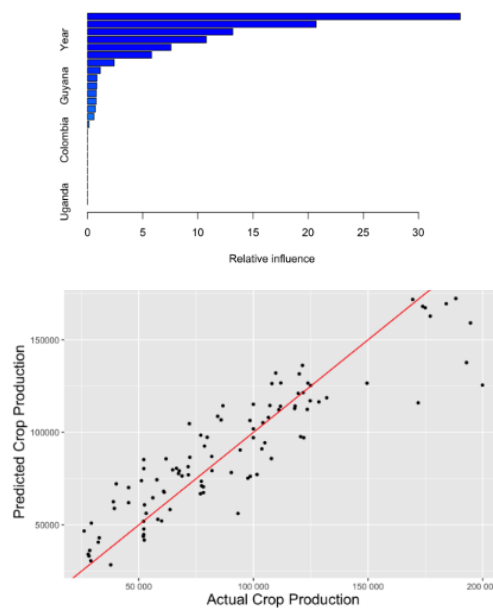 Year
Guyana
Colombia
Uganda
0 5 10 15 20 25 30
Relative influence
Predicted Crop Production
150000
100000
50000
50 000 100 000 150 000 200 000
Actual Crop Production